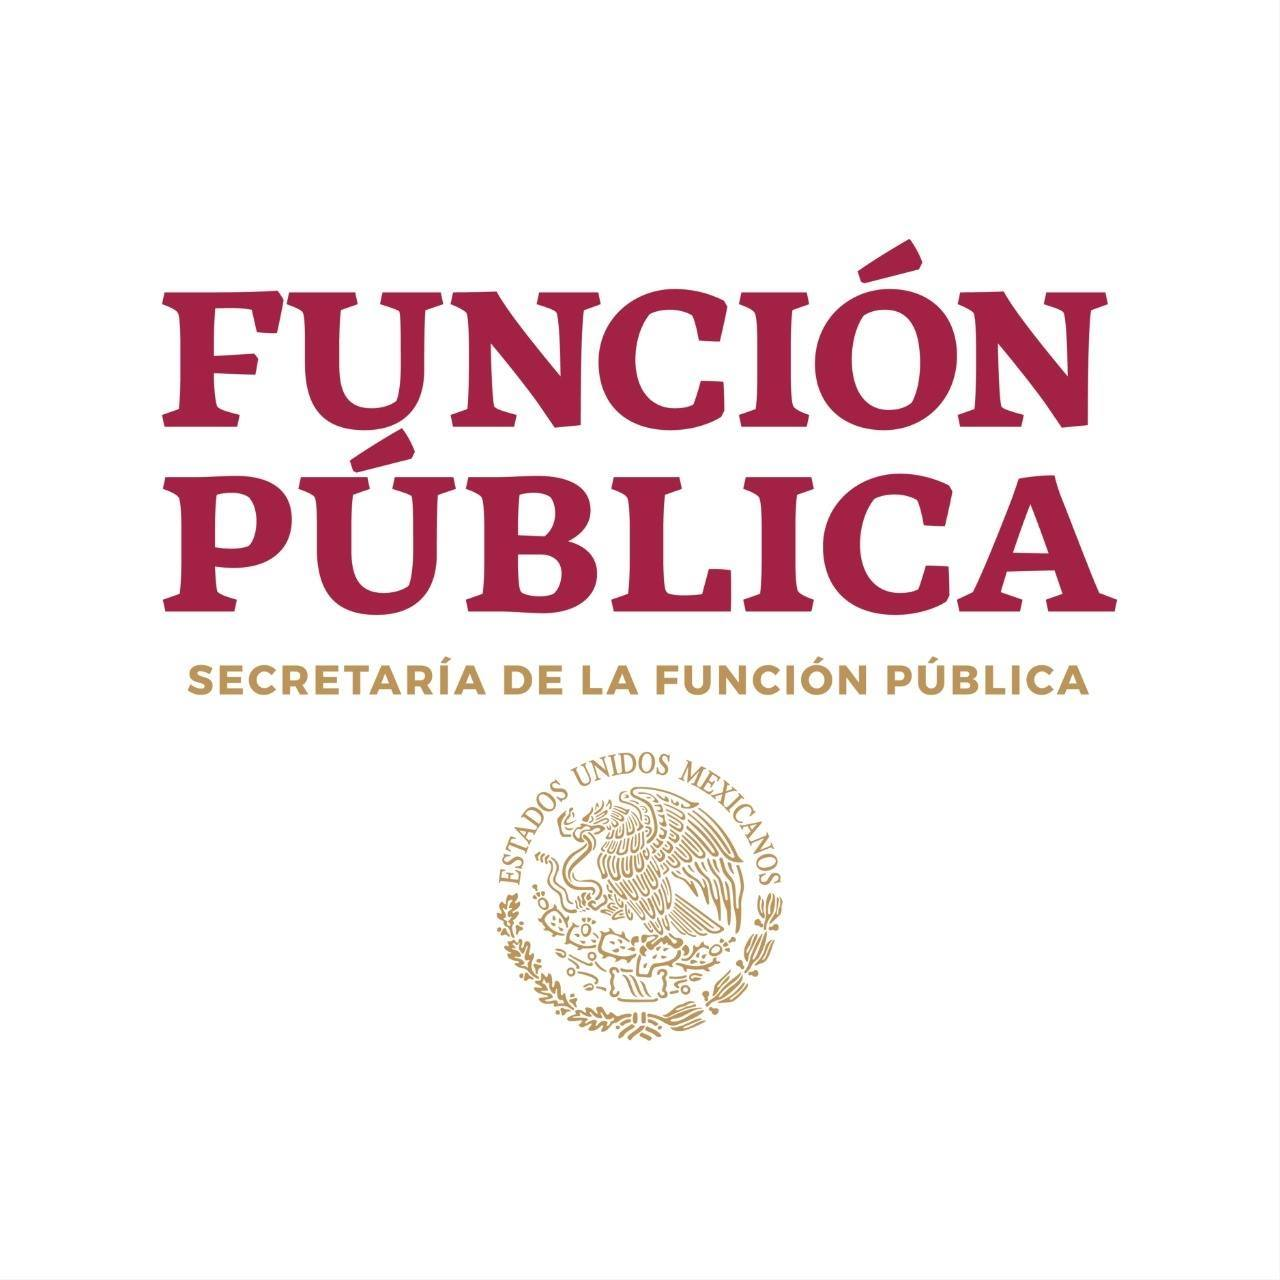 FUNCIÓN
PÚBLICA
SECRETARÍA DE LA FUNCIÓN PÚBLICA
ESTADOS UNIDOS MEXICANOS